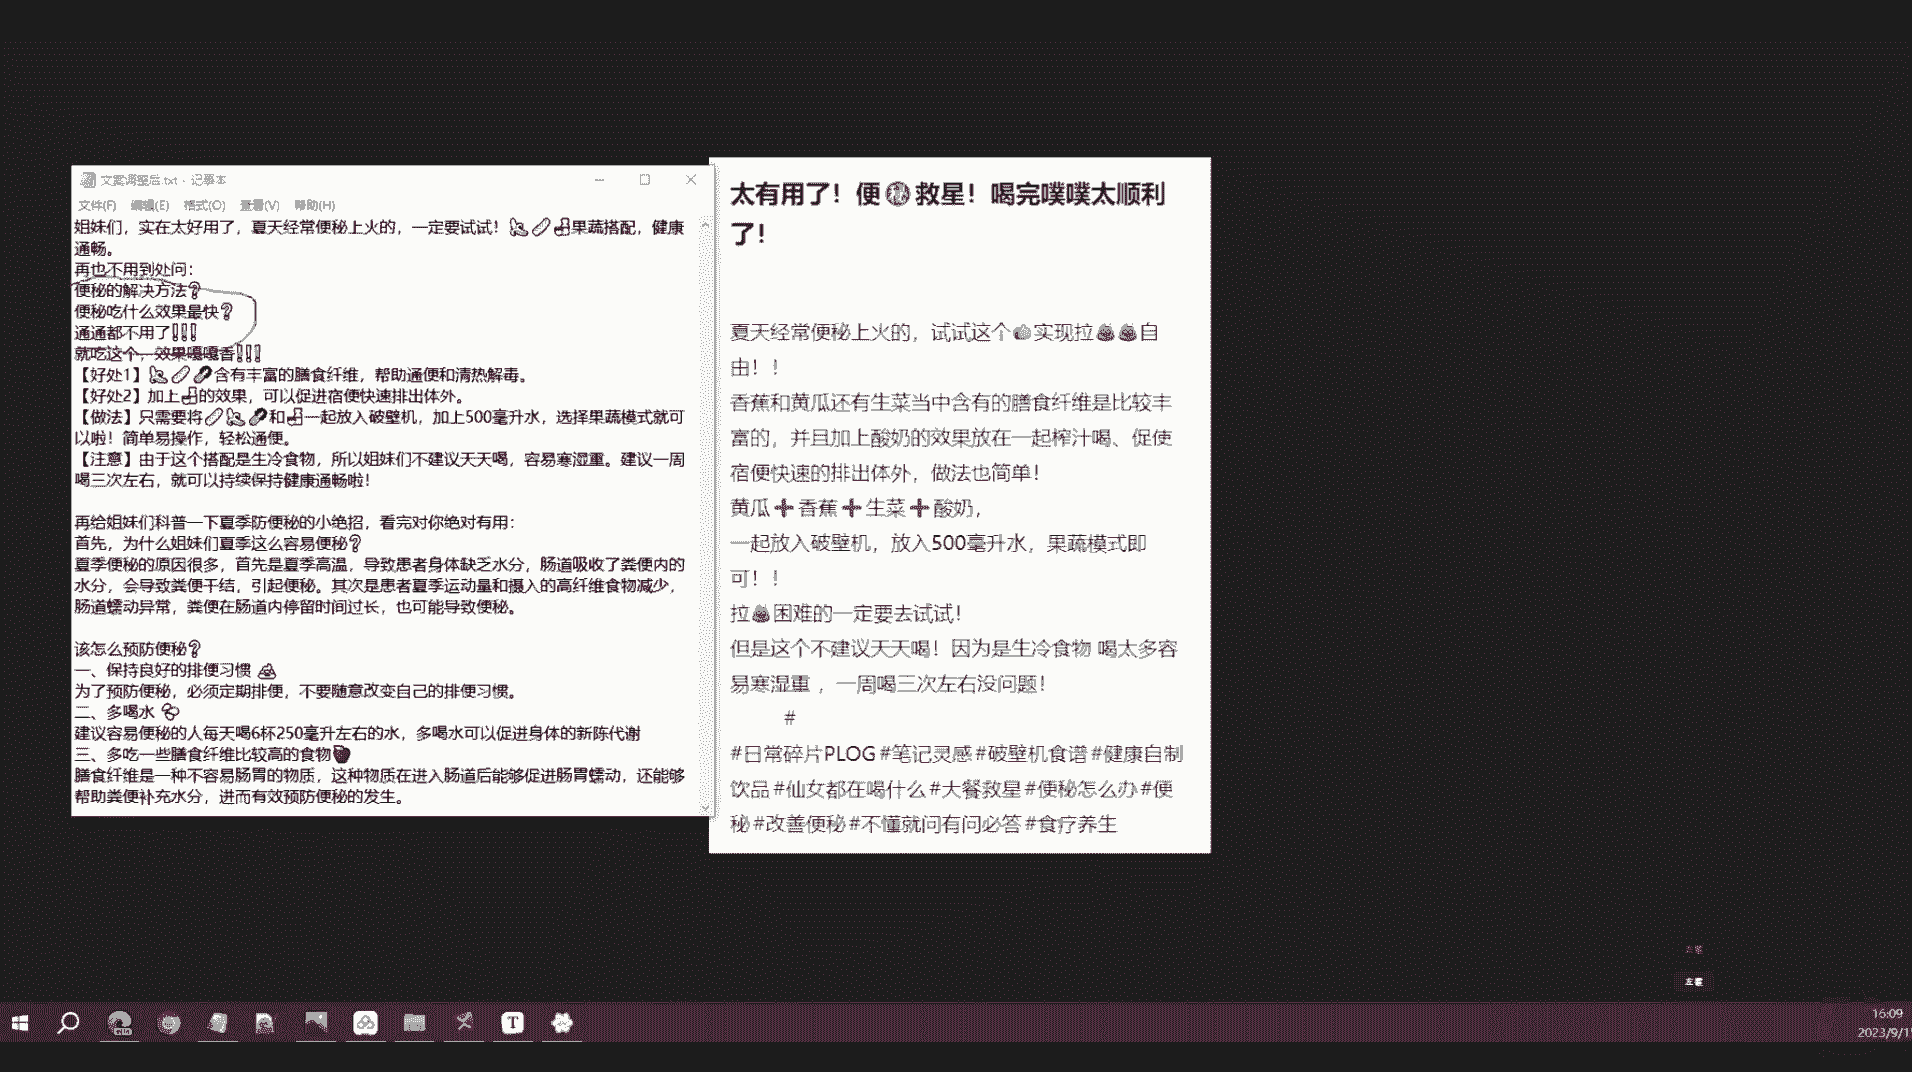 文案调整后.txt - 记事本
文件(F) 编辑(E) 格式(O) 查看(V) 帮助(H)
姐妹们，实在太好用了，夏天经常便秘上火的，一定要试试！🍌🥒🥛果蔬搭配，健康
通畅。
再也不用到处问：
便秘的解决方法❓
便秘吃什么效果最快❓
通通都不用了‼️❗
就吃这个，效果嘎嘎香‼️❗
【好处1】🍌🥒🥬含有丰富的膳食纤维，帮助通便和清热解毒。
【好处2】加上🥛的效果，可以促进宿便快速排出体外。
【做法】只需要将🥒🍌🥬和🥛一起放入破壁机，加上500毫升水，选择果蔬模式就可
以啦！简单易操作，轻松通便。
【注意】由于这个搭配是生冷食物，所以姐妹们不建议天天喝，容易寒湿重。建议一周
喝三次左右，就可以持续保持健康通畅啦！
再给姐妹们科普一下夏季防便秘的小绝招，看完对你绝对有用：
首先，为什么姐妹们夏季这么容易便秘❓
夏季便秘的原因很多，首先是夏季高温，导致患者身体缺乏水分，肠道吸收了粪便内的
水分，会导致粪便干结，引起便秘。其次是患者夏季运动量和摄入的高纤维食物减少，
肠道蠕动异常，粪便在肠道内停留时间过长，也可能导致便秘。
该怎么预防便秘❓
一、保持良好的排便习惯 💩
为了预防便秘，必须定期排便，不要随意改变自己的排便习惯。
二、多喝水
建议容易便秘的人每天喝6杯250毫升左右的水，多喝水可以促进身体的新陈代谢
三、多吃一些膳食纤维比较高的食物
膳食纤维是一种不容易肠胃的物质，这种物质在进入肠道后能够促进肠胃蠕动，还能够
帮助粪便补充水分，进而有效预防便秘的发生。
太有用了！便㊙️救星！喝完噗噗太顺利
了！
夏天经常便秘上火的，试试这个实现拉💩💩自
由！！
香蕉和黄瓜还有生菜当中含有的膳食纤维是比较丰
富的，并且加上酸奶的效果放在一起榨汁喝、促使
宿便快速的排出体外，做法也简单！
黄瓜➕香蕉➕生菜➕酸奶，
一起放入破壁机，放入500毫升水，果蔬模式即
可！！
拉💩困难的一定要去试试！
但是这个不建议天天喝！因为是生冷食物 喝太多容
易寒湿重 ，一周喝三次左右没问题！
#
#日常碎片PLOG#笔记灵感#破壁机食谱#健康自制
饮品#仙女都在喝什么#大餐救星#便秘怎么办#便
秘#改善便秘#不懂就问有问必答#食疗养生
16:09